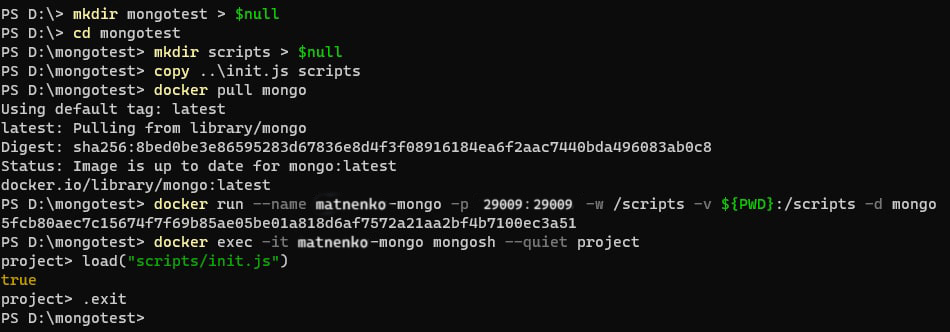 PS D:\> mkdir mongotest > $null
PS D:\> cd mongotest
PS D:\mongotest> mkdir scripts > $null
PS D:\mongotest> copy ..\init.js scripts
PS D:\mongotest> docker pull mongo
Using default tag: latest
latest: Pulling from library/mongo
Digest: sha256:8bed0be3e86595283d67836e8d4f3f08916184ea6f2aac7440bda496083ab0c8
Status: Image is up to date for mongo:latest
docker.io/library/mongo:latest
PS D:\mongotest> docker run --name matnenko-mongo -p 29009:29009 -w /scripts -v ${PWD}:/scripts -d mongo
5fcb80aec7c15674f7f69b85ae05be01a818d6af7572a21aa2bf4b7100ec3a51
PS D:\mongotest> docker exec -it matnenko-mongo mongosh --quiet project
project> load("scripts/init.js")
true
project> .exit
PS D:\mongotest>